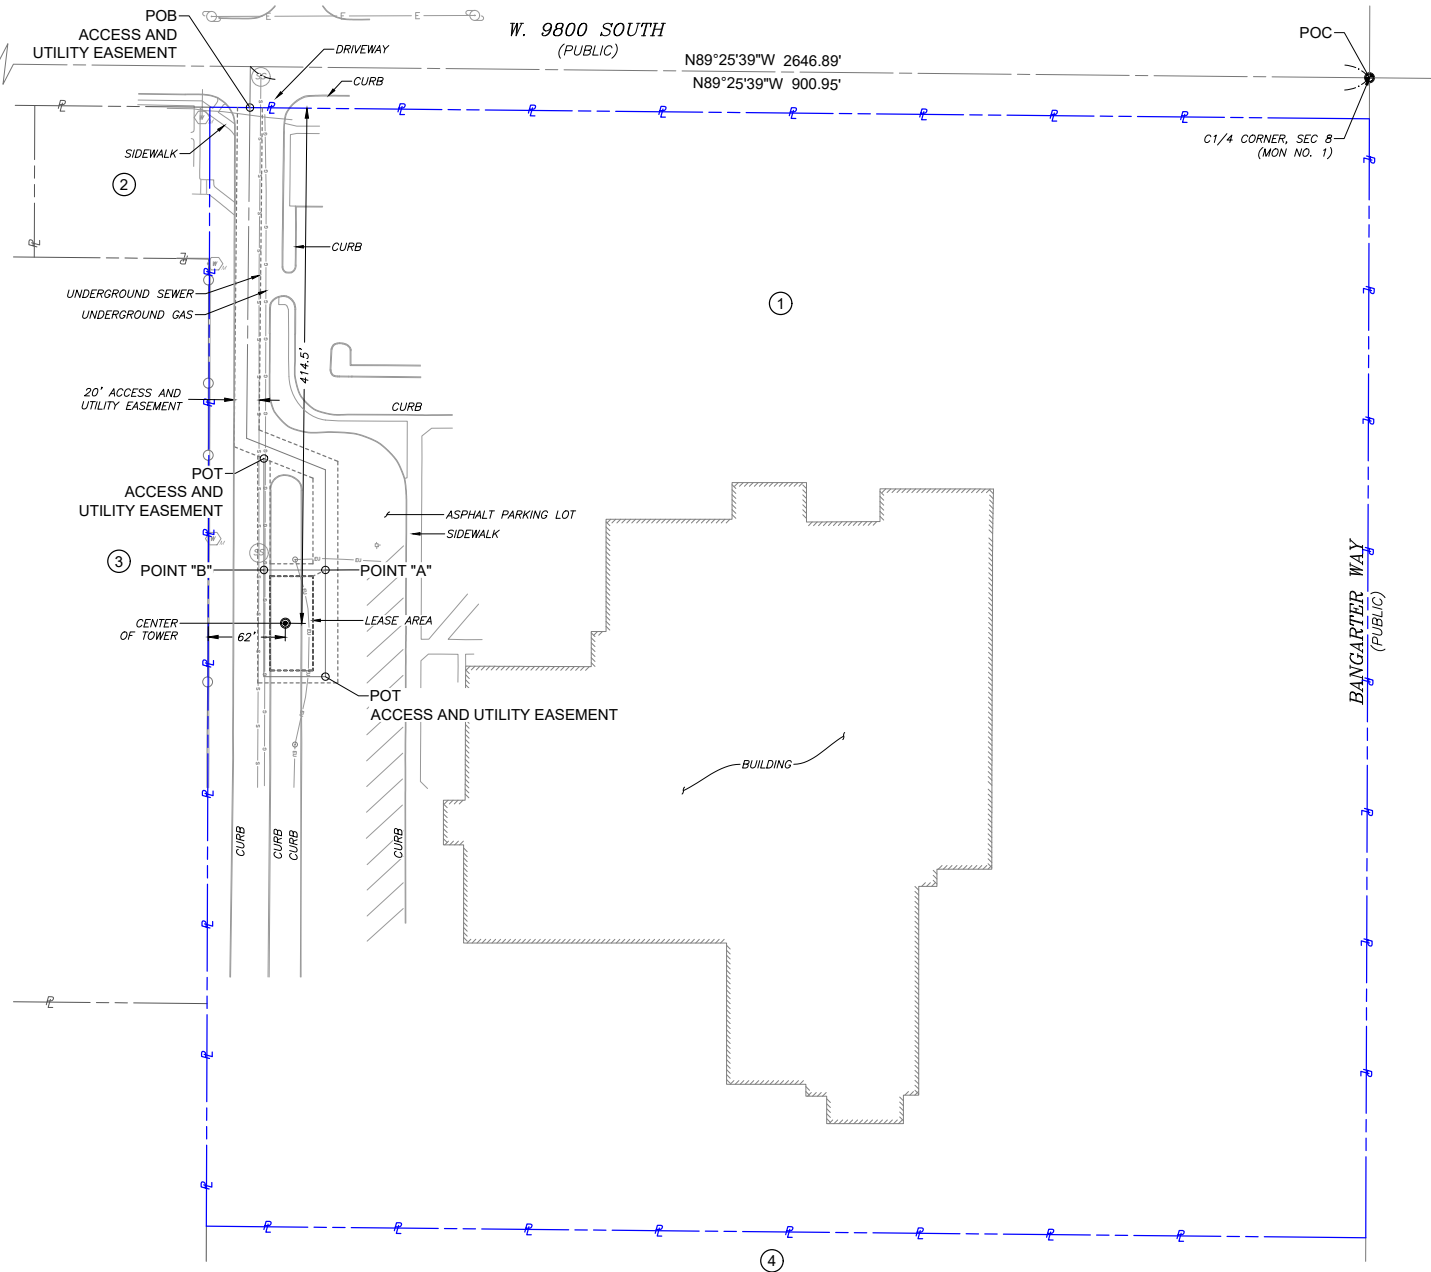 POB
ACCESS AND
UTILITY EASEMENT
E
E
E
W. 9800 SOUTH
(PUBLIC)
DRIVEWAY
CURB
N89°25'39"W 2646.89'
N89°25'39"W 900.95'
POC
C1/4 CORNER, SEC 8
(MON NO. 1)
SIDEWALK
2
CURB
UNDERGROUND SEWER
UNDERGROUND GAS
1
414.5'
20' ACCESS AND
UTILITY EASEMENT
CURB
POT
ACCESS AND
UTILITY EASEMENT
ASPHALT PARKING LOT
SIDEWALK
3
POINT "B"
POINT "A"
CENTER
OF TOWER
62'
LEASE AREA
BANGARTER WAY
(PUBLIC)
POT
ACCESS AND UTILITY EASEMENT
BUILDING
CURB
CURB
CURB
CURB
4